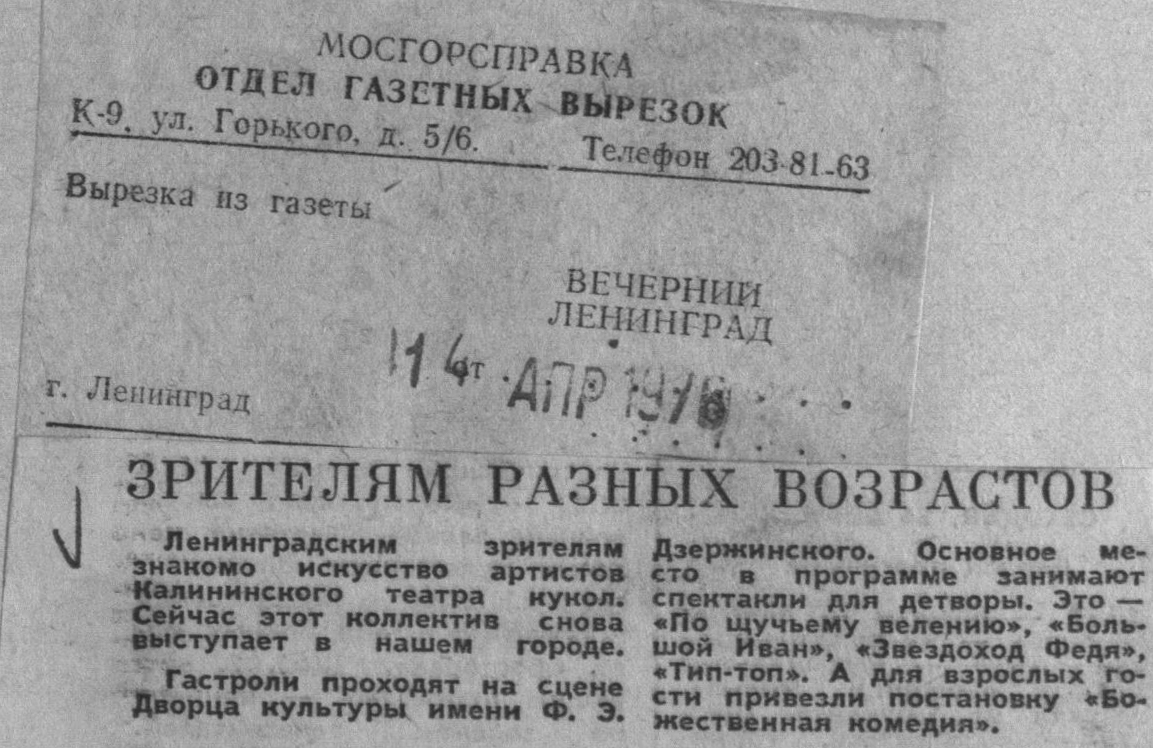 МОСГОРСПРАВКА
ОТДЕЛ ГАЗЕТНЫХ ВЫРЕЗОК
К-9, ул. Горького, д. 5/6. Телефон 203-81-63
Вырезка из газеты
ВЕЧЕРНИЙ
ЛЕНИНГРАД
14 от АПР 1976
г. Ленинград
ЗРИТЕЛЯМ РАЗНЫХ ВОЗРАСТОВ
Ленинградским зрителям
знакомо искусство артистов
Калининского театра кукол.
Сейчас этот коллектив снова
выступает в нашем городе.
Гастроли проходят на сцене
Дворца культуры имени Ф. Э.
Дзержинского. Основное ме-
сто в программе занимают
спектакли для детворы. Это —
«По щучьему велению», «Боль-
шой Иван», «Звездоход Федя»,
«Тип-топ». А для взрослых го-
сти привезли постановку «Бо-
жественная комедия».